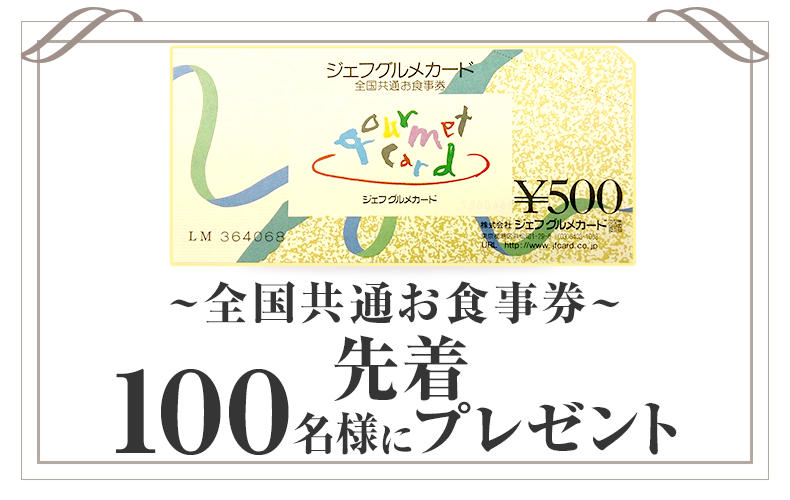 ジェフグルメカード
全国共通お食事券
gourmet
card
ジェフグルメカード
¥500
株式会社 ジェフグルメカード
LM 364068
URL http://www.jfcard.co.jp
~全国共通お食事券~
先着
100名様にプレゼント